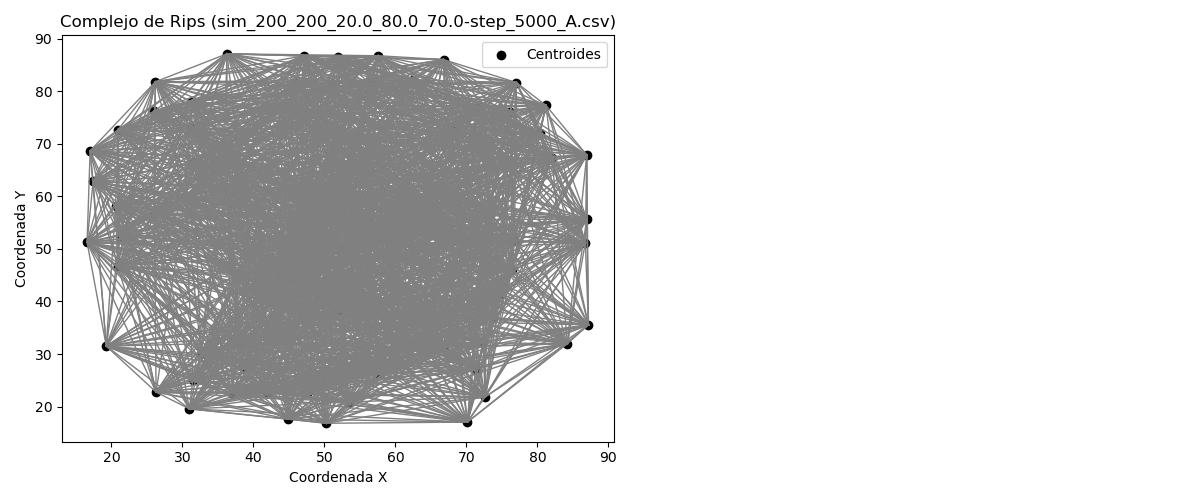 Complejo de Rips (sim_200_200_20.0_80.0_70.0-step_5000_A.csv)
Centroides
90
80
70
60
50
40
30
20
Coordenada Y
20 30 40 50 60 70 80 90
Coordenada X